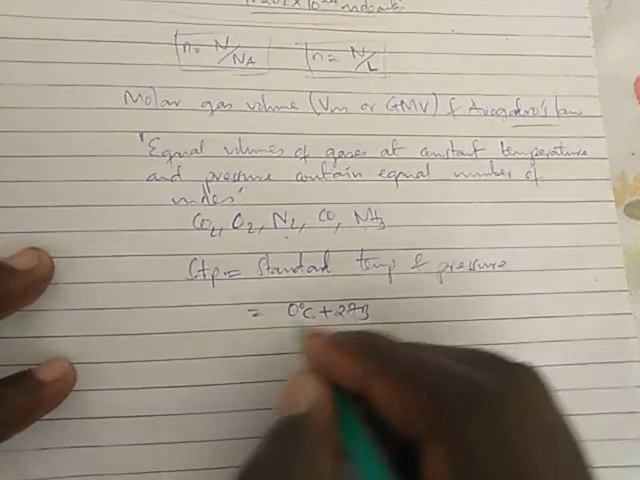 n = N/NA n = N/L
Molar gas volume (Vm or GMV) & Avogadro's law
"Equal volumes of gases at constant temperature
and pressure contain equal number of
moles"
CO2, O2, N2, CO, NH3
Stp = Standard temp & pressure
= 0°C + 273